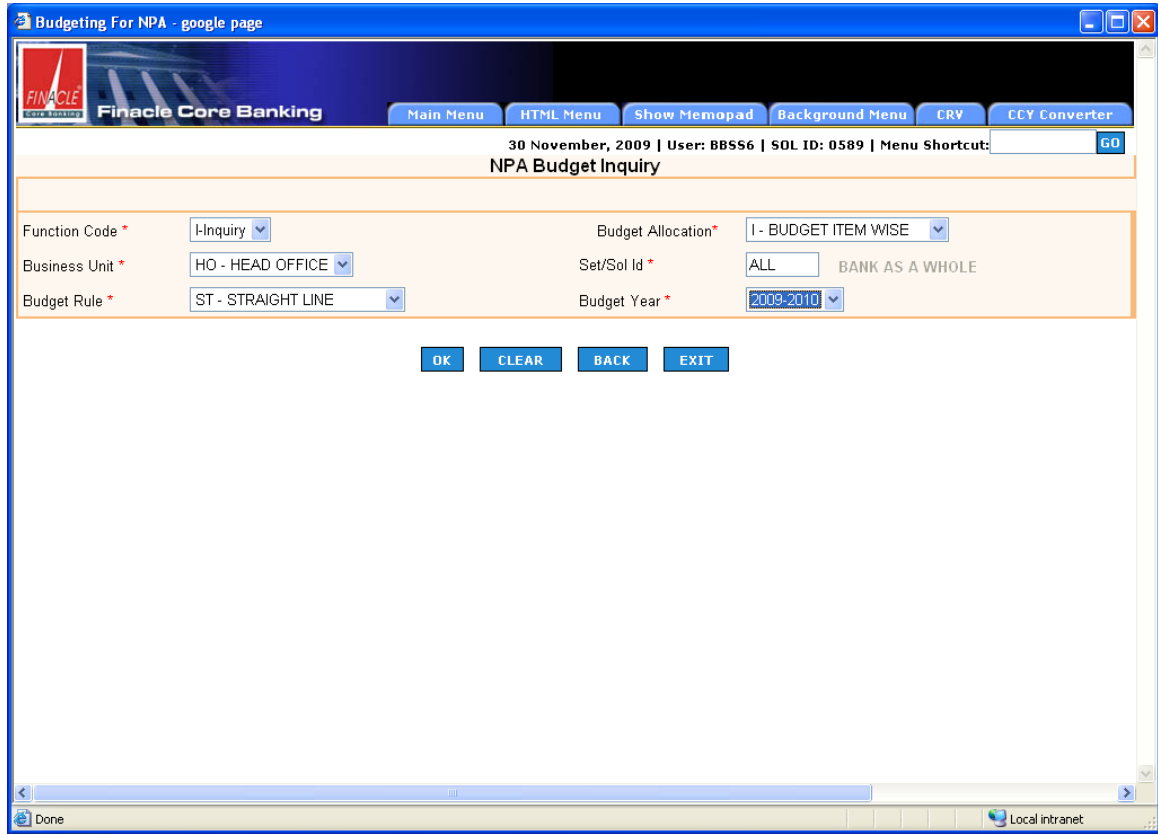 Budgeting For NPA - google page
FINACLE
Core Banking
Finacle Core Banking
Main Menu HTML Menu Show Memopad Background Menu CRV CCY Converter
30 November, 2009 | User: BBSS6 | SOL ID: 0589 | Menu Shortcut: GO
NPA Budget Inquiry
Function Code * I-Inquiry Budget Allocation* I - BUDGET ITEM WISE
Business Unit * HO - HEAD OFFICE Set/Sol Id * ALL BANK AS A WHOLE
Budget Rule * ST - STRAIGHT LINE Budget Year * 2009-2010
OK CLEAR BACK EXIT
Done Local intranet